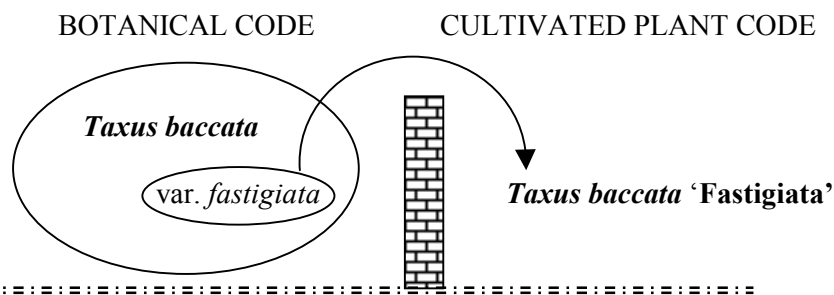 BOTANICAL CODE CULTIVATED PLANT CODE
Taxus baccata
var. fastigiata Taxus baccata ‘Fastigiata’